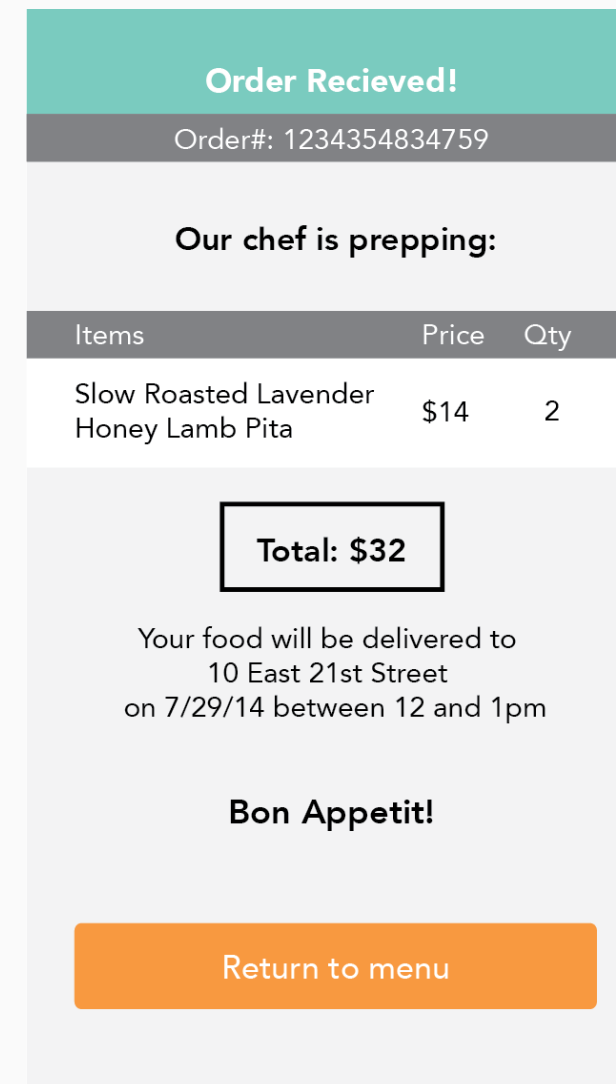 Order Recieved!
Order#: 1234354834759
Our chef is prepping:
Items Price Qty
Slow Roasted Lavender
Honey Lamb Pita $14 2
Total: $32
Your food will be delivered to
10 East 21st Street
on 7/29/14 between 12 and 1pm
Bon Appetit!
Return to menu